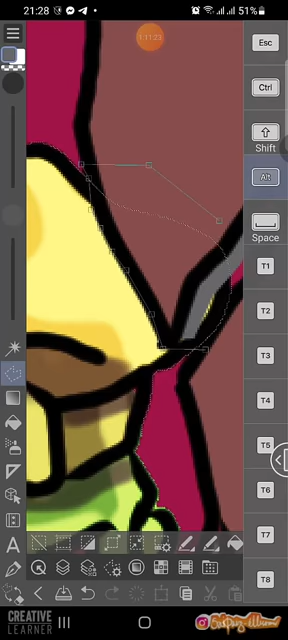 21:28
51%
1:11:23
Esc
Ctrl
Shift
Alt
Space
T1
T2
T3
T4
T5
T6
T7
T8
A
CREATIVE
LEARNER